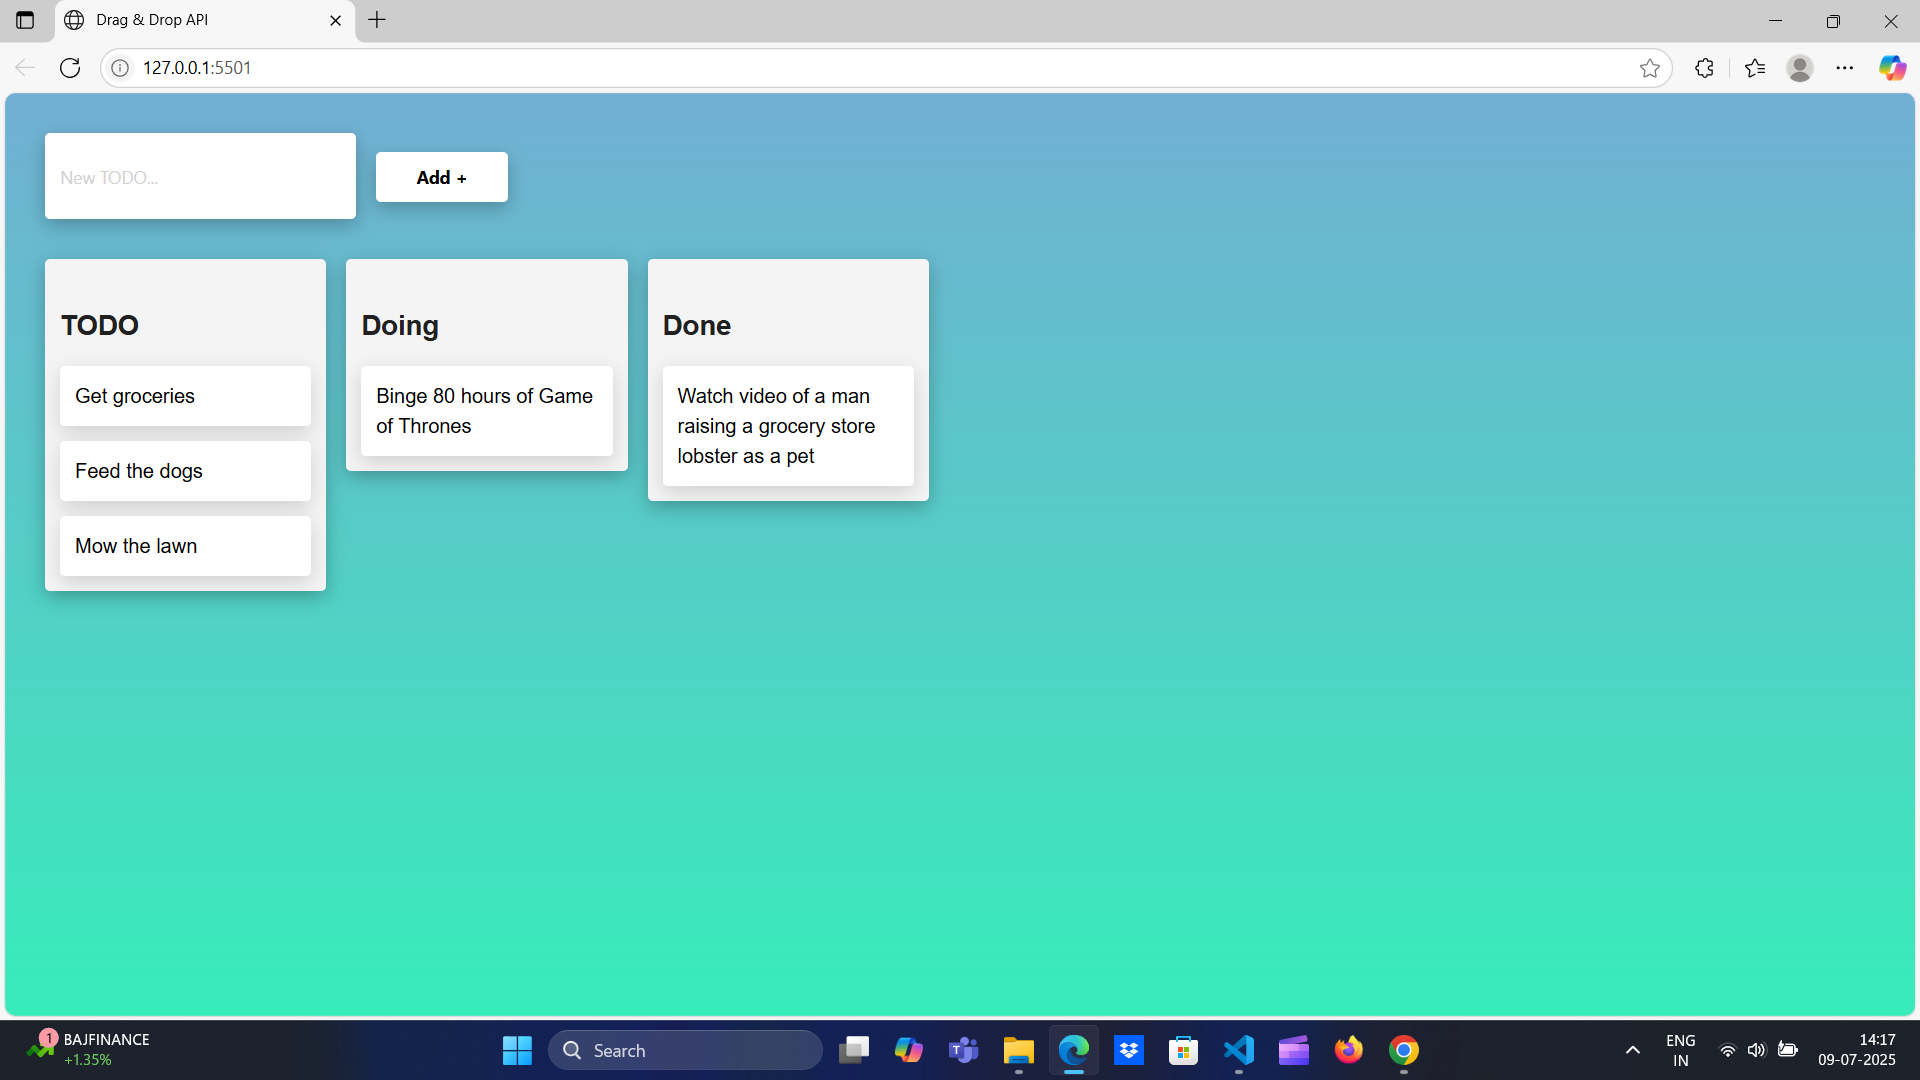 Drag & Drop API
127.0.0.1:5501
New TODO...
Add +
TODO
Get groceries
Feed the dogs
Mow the lawn
Doing
Binge 80 hours of Game
of Thrones
Done
Watch video of a man
raising a grocery store
lobster as a pet
1
BAJFINANCE
+1.35%
Search
T
ENG
IN
14:17
09-07-2025